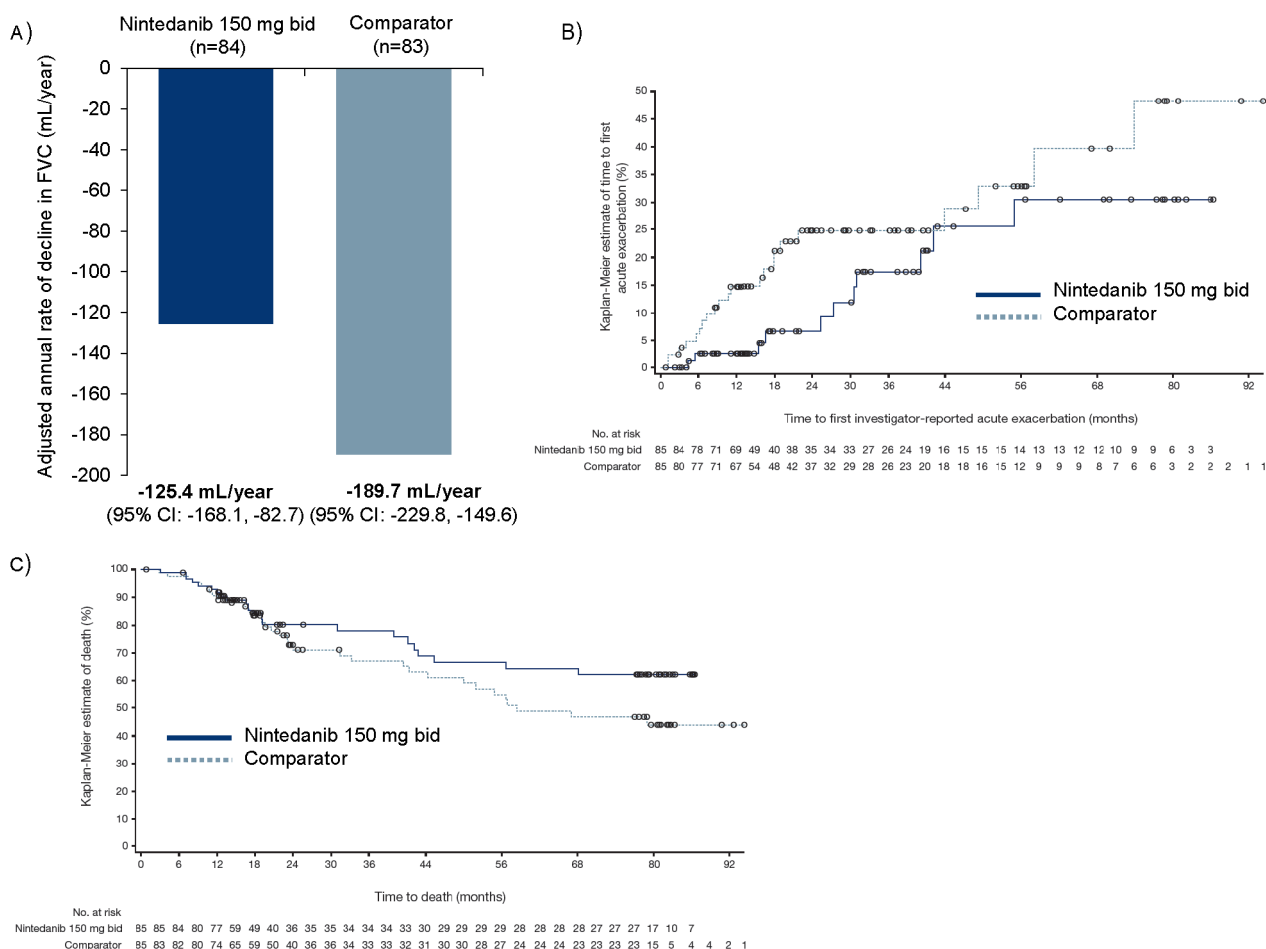 A)
Nintedanib 150 mg bid
(n=84)
Comparator
(n=83)
Adjusted annual rate of decline in FVC (mL/year)
0
-20
-40
-60
-80
-100
-120
-140
-160
-180
-200
-125.4 mL/year
(95% CI: -168.1, -82.7)
-189.7 mL/year
(95% CI: -229.8, -149.6)
B)
Kaplan-Meier estimate of time to first
acute exacerbation (%)
50
45
40
35
30
25
20
15
10
5
0
Nintedanib 150 mg bid
Comparator
0 6 12 18 24 30 36 44 56 68 80 92
Time to first investigator-reported acute exacerbation (months)
No. at risk
Nintedanib 150 mg bid 85 84 78 71 69 49 40 38 35 34 33 27 26 24 19 16 15 15 15 14 13 13 12 12 10 9 9 6 3 3
Comparator 85 80 77 71 67 54 48 42 37 32 29 28 26 23 20 18 18 16 15 12 9 9 9 8 7 6 6 3 2 2 2 1 1
C)
Kaplan-Meier estimate of death (%)
100
90
80
70
60
50
40
30
20
10
0
Nintedanib 150 mg bid
Comparator
0 6 12 18 24 30 36 44 56 68 80 92
Time to death (months)
No. at risk
Nintedanib 150 mg bid 85 85 84 80 77 59 49 40 36 35 35 34 34 34 33 30 29 29 29 29 28 28 28 28 27 27 27 17 10 7
Comparator 85 83 82 80 74 65 59 50 40 36 36 34 33 33 32 31 30 30 28 27 24 24 24 23 23 23 23 15 5 4 4 2 1